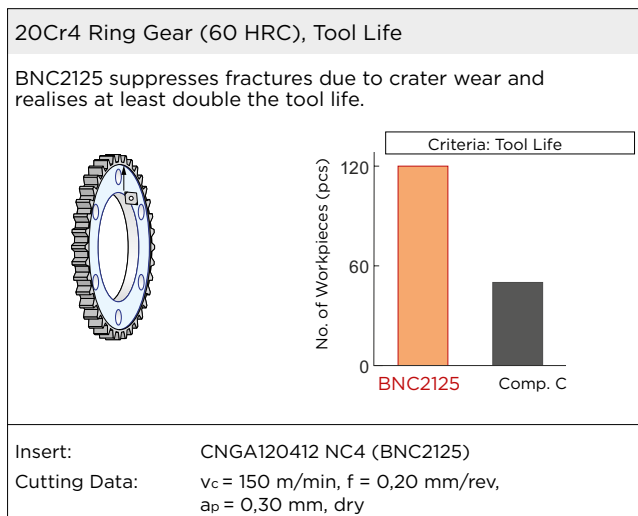 20Cr4 Ring Gear (60 HRC), Tool Life
BNC2125 suppresses fractures due to crater wear and
realises at least double the tool life.
Criteria: Tool Life
No. of Workpieces (pcs)
120
60
0
BNC2125 Comp. C
Insert: CNGA120412 NC4 (BNC2125)
Cutting Data: vc = 150 m/min, f = 0,20 mm/rev,
ap = 0,30 mm, dry